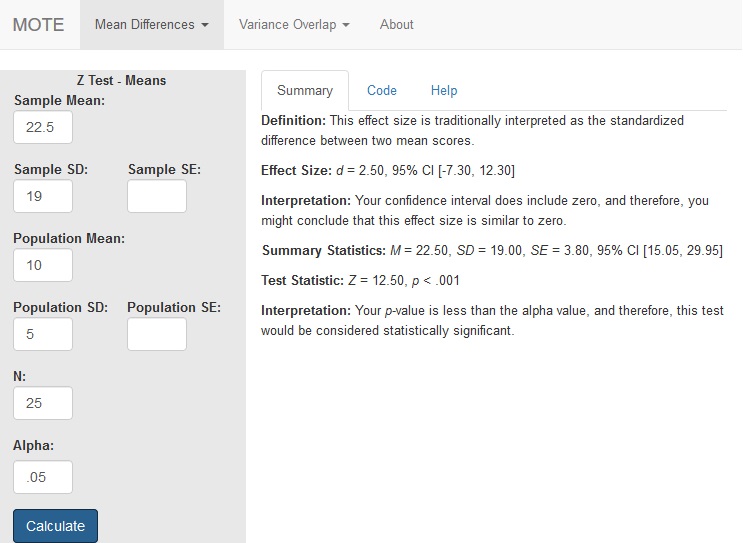 MOTE Mean Differences Variance Overlap About
Z Test - Means
Sample Mean:
22.5
Sample SD: Sample SE:
19
Population Mean:
10
Population SD: Population SE:
5
N:
25
Alpha:
.05
Calculate
Summary Code Help
Definition: This effect size is traditionally interpreted as the standardized
difference between two mean scores.
Effect Size: d = 2.50, 95% CI [-7.30, 12.30]
Interpretation: Your confidence interval does include zero, and therefore, you
might conclude that this effect size is similar to zero.
Summary Statistics: M = 22.50, SD = 19.00, SE = 3.80, 95% CI [15.05, 29.95]
Test Statistic: Z = 12.50, p < .001
Interpretation: Your p-value is less than the alpha value, and therefore, this test
would be considered statistically significant.